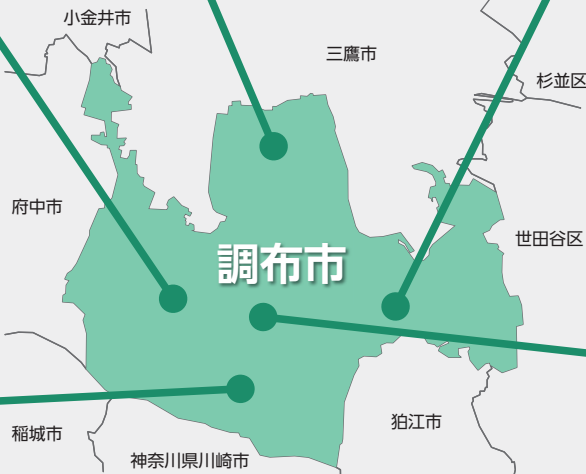 小金井市
三鷹市
杉並区
府中市
世田谷区
調布市
狛江市
稲城市
神奈川県川崎市